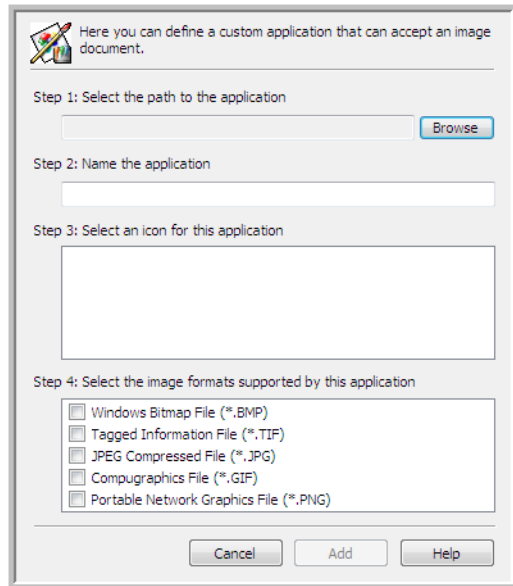 Here you can define a custom application that can accept an image
document.
Step 1: Select the path to the application
Browse
Step 2: Name the application
Step 3: Select an icon for this application
Step 4: Select the image formats supported by this application
Windows Bitmap File (*.BMP)
Tagged Information File (*.TIF)
JPEG Compressed File (*.JPG)
Compugraphics File (*.GIF)
Portable Network Graphics File (*.PNG)
Cancel Add Help